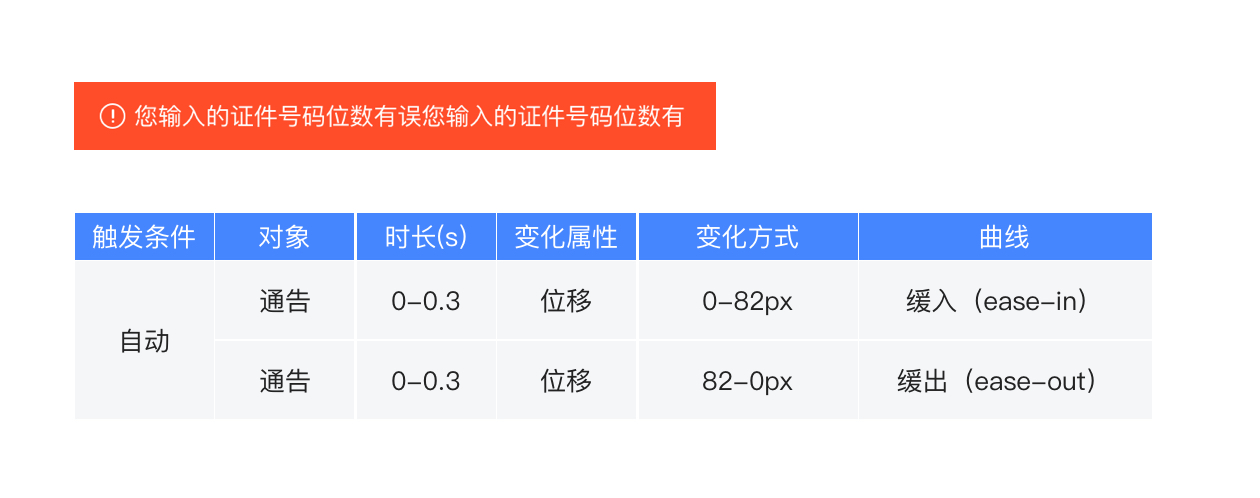 您输入的证件号码位数有误您输入的证件号码位数有
触发条件 对象 时长(s) 变化属性 变化方式 曲线
自动 通告 0–0.3 位移 0–82px 缓入（ease–in）
通告 0–0.3 位移 82–0px 缓出（ease–out）